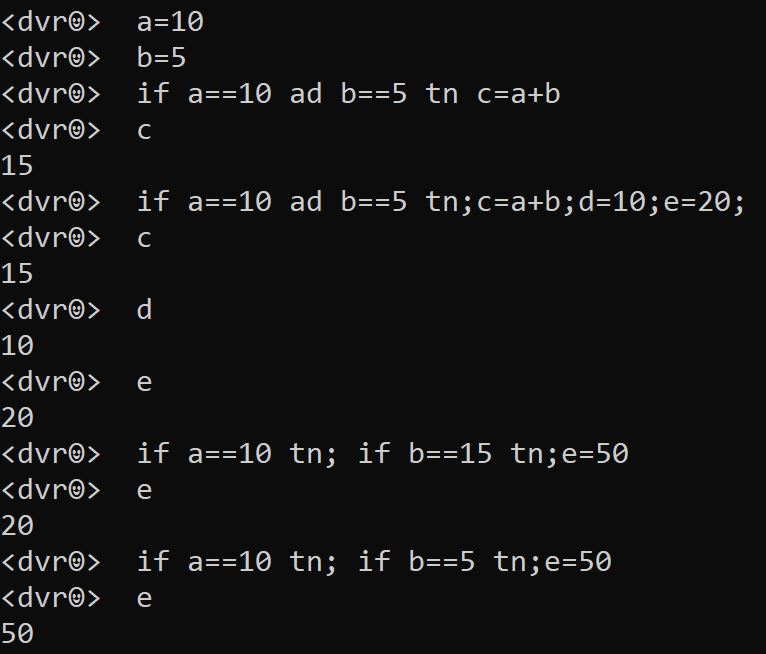 <dvr☺> a=10
<dvr☺> b=5
<dvr☺> if a==10 ad b==5 tn c=a+b
<dvr☺> c
15
<dvr☺> if a==10 ad b==5 tn;c=a+b;d=10;e=20;
<dvr☺> c
15
<dvr☺> d
10
<dvr☺> e
20
<dvr☺> if a==10 tn; if b==15 tn;e=50
<dvr☺> e
20
<dvr☺> if a==10 tn; if b==5 tn;e=50
<dvr☺> e
50